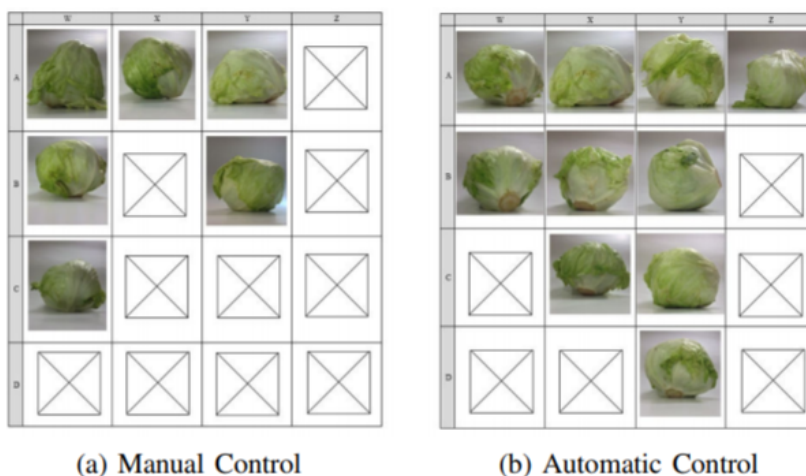 W X Y Z
A
B
C
D
(a) Manual Control
W X Y Z
A
B
C
D
(b) Automatic Control